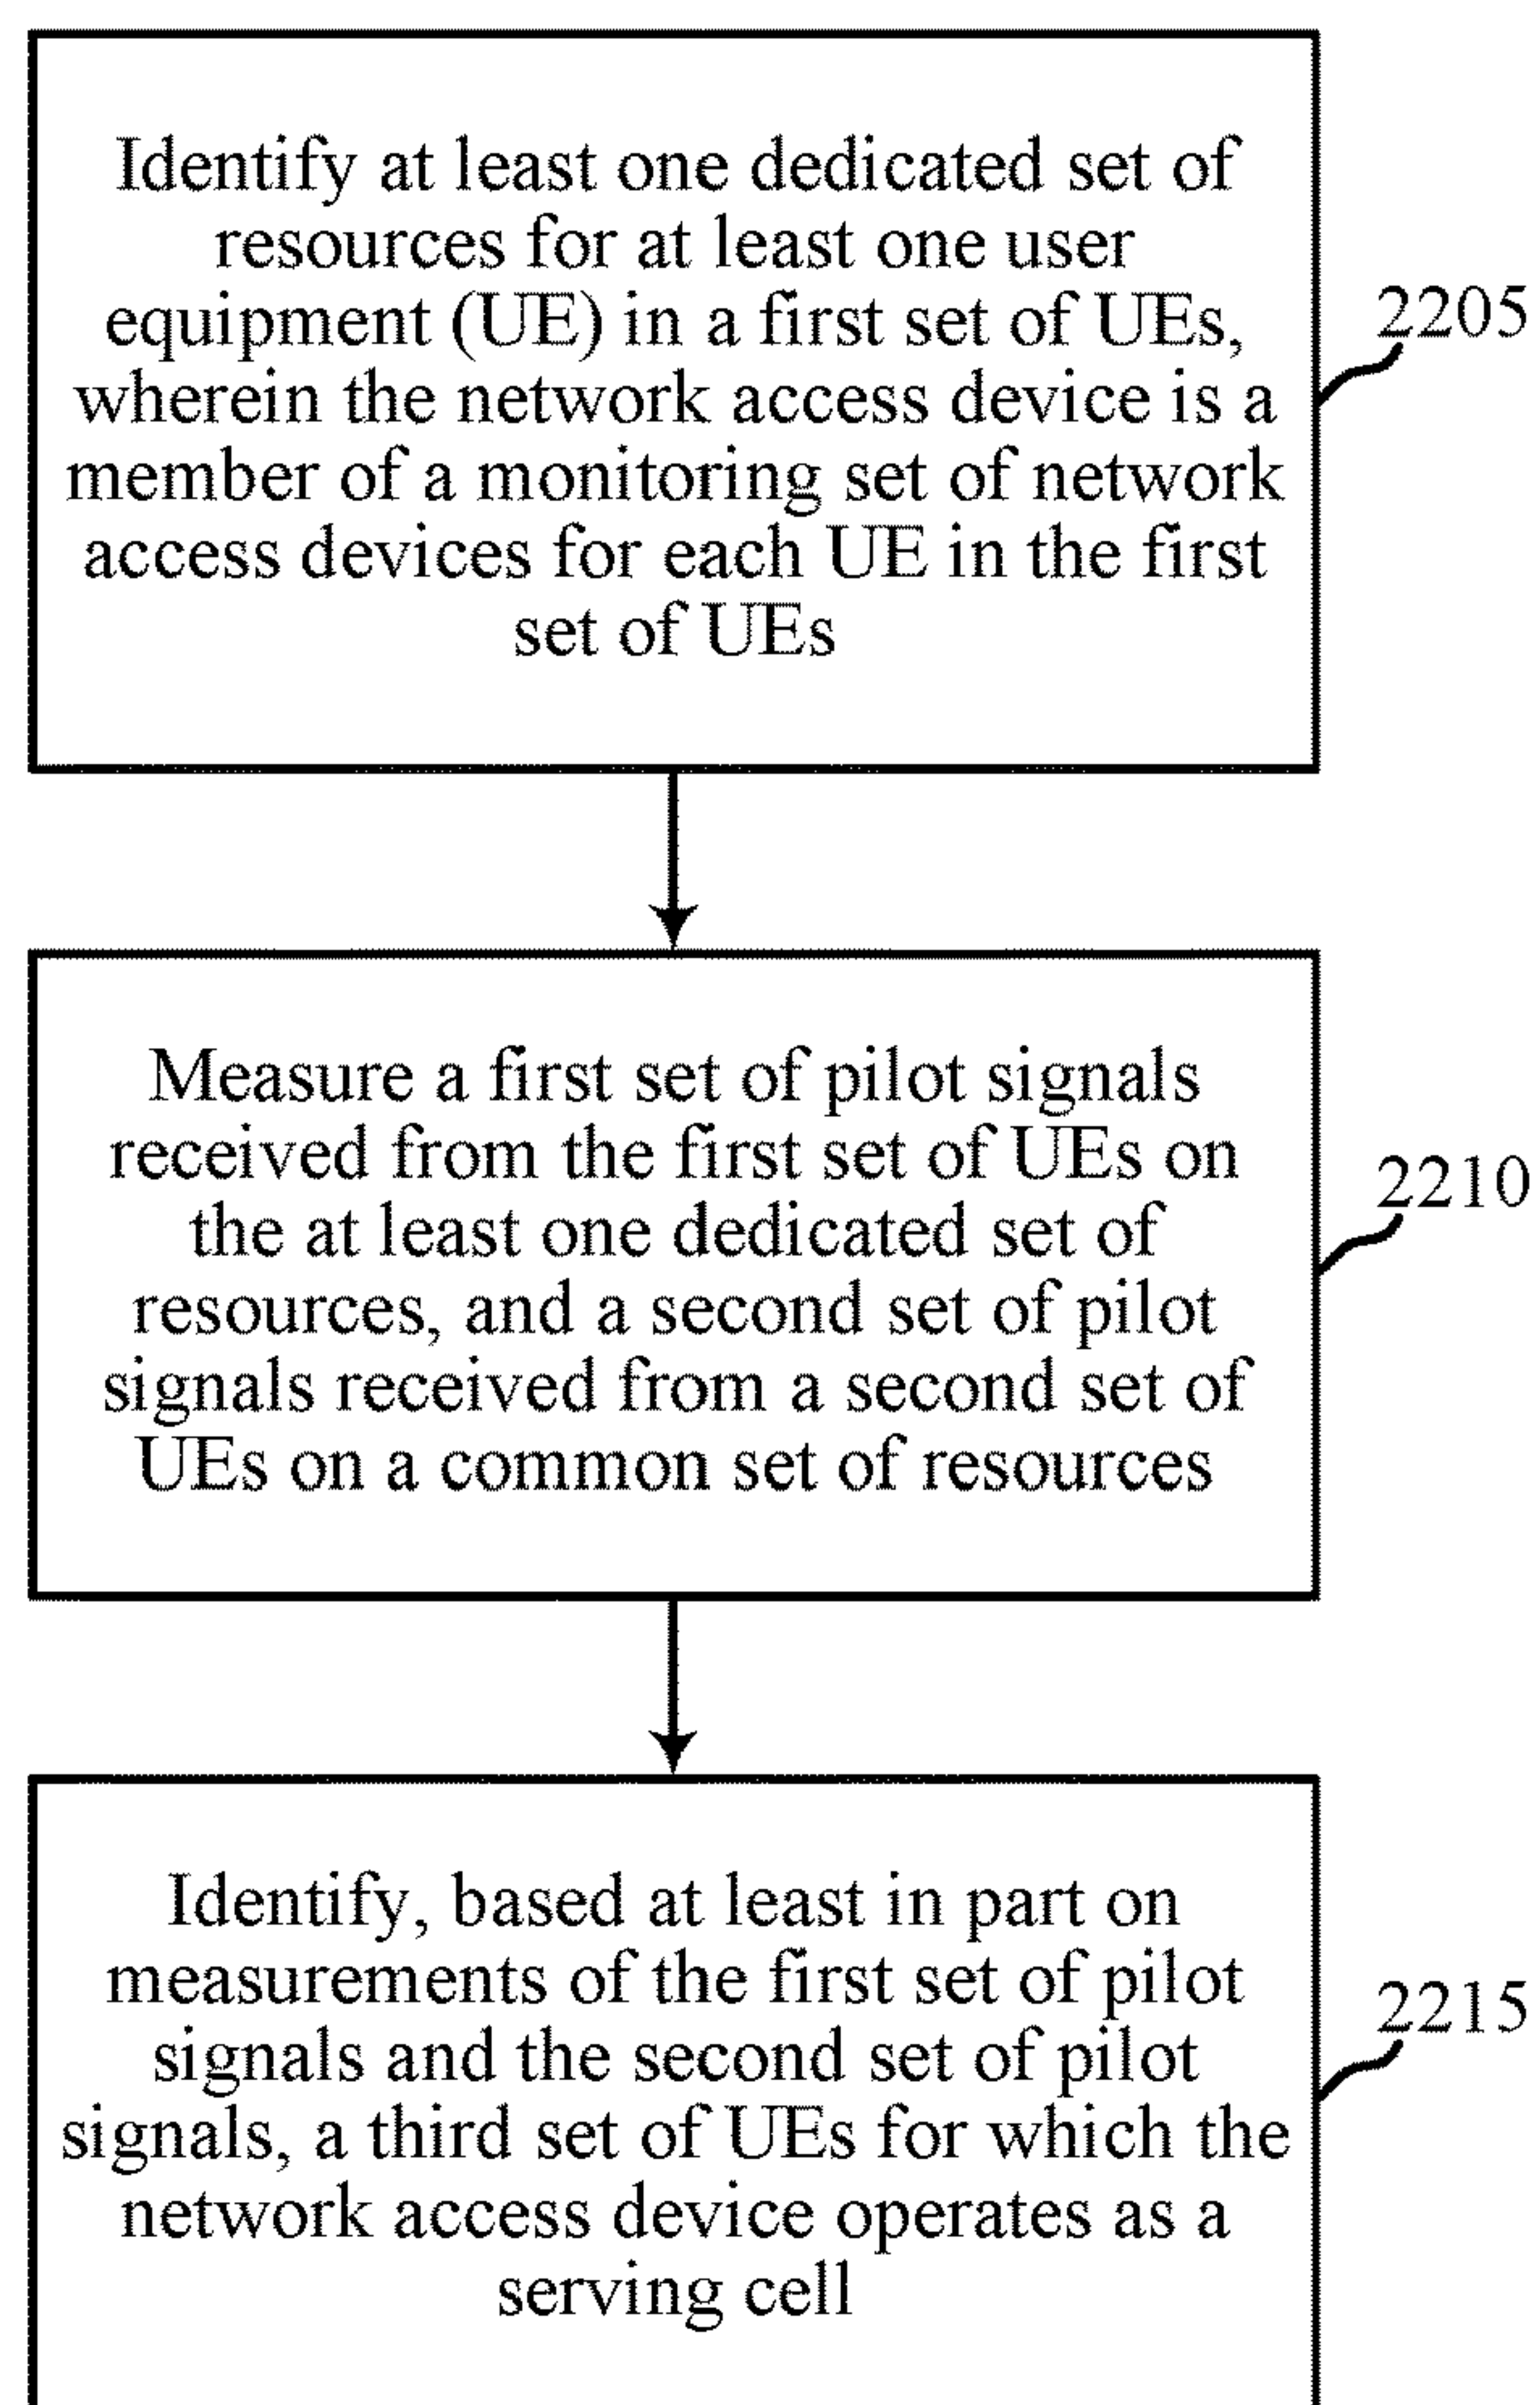 Identify at least one dedicated set of
resources for at least one user
equipment (UE) in a first set of UEs,
wherein the network access device is a
member of a monitoring set of network
access devices for each UE in the first
set of UEs
2205
Measure a first set of pilot signals
received from the first set of UEs on
the at least one dedicated set of
resources, and a second set of pilot
signals received from a second set of
UEs on a common set of resources
2210
Identify, based at least in part on
measurements of the first set of pilot
signals and the second set of pilot
signals, a third set of UEs for which the
network access device operates as a
serving cell
2215